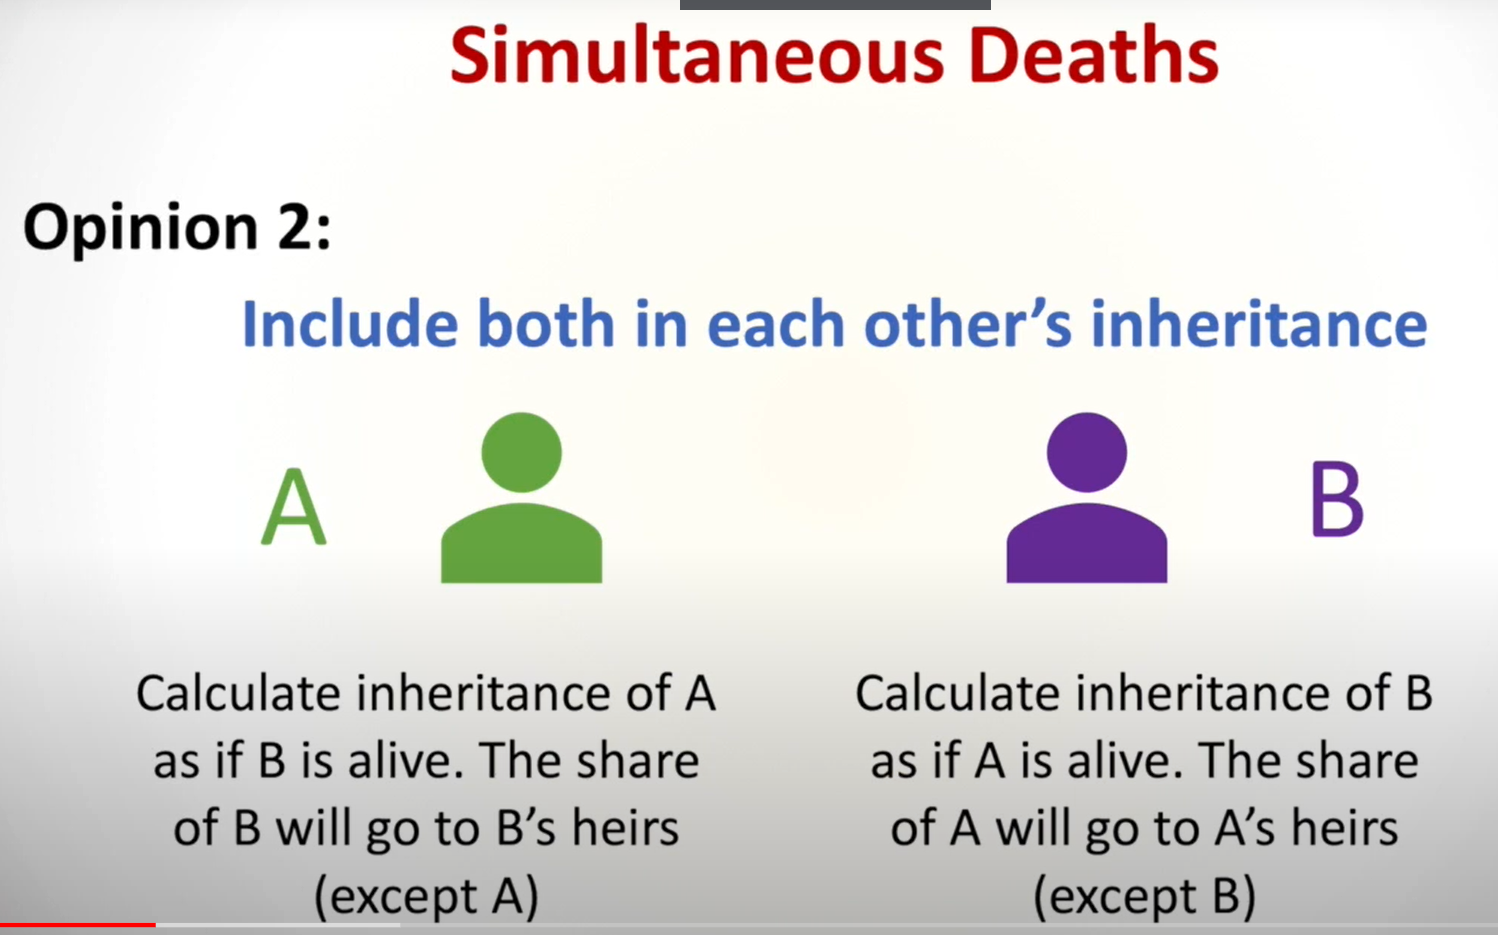 Simultaneous Deaths
Opinion 2:
Include both in each other’s inheritance
A
B
Calculate inheritance of A
as if B is alive. The share
of B will go to B’s heirs
(except A)
Calculate inheritance of B
as if A is alive. The share
of A will go to A’s heirs
(except B)